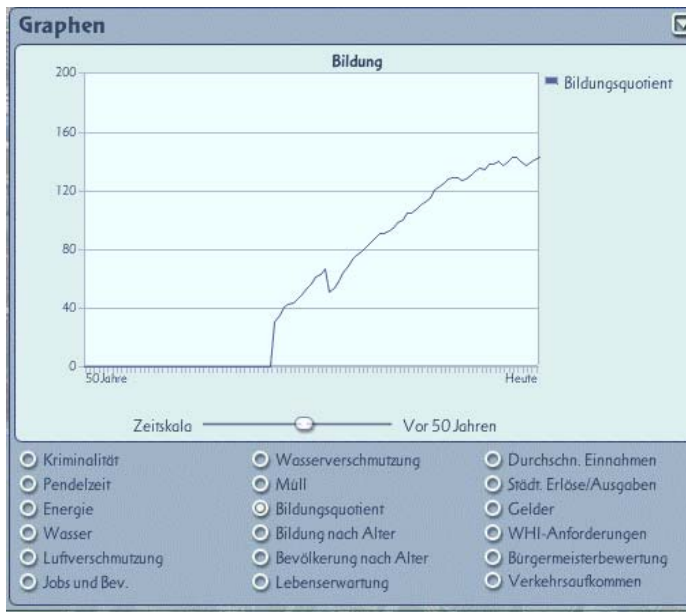 Graphen
Bildung
200
Bildungsquotient
160
120
80
40
0
50 Jahre
Heute
Zeitskala
Vor 50 Jahren
Kriminalität
Wasserverschmutzung
Durchschn. Einnahmen
Pendelzeit
Müll
Städt. Erlöse/Ausgaben
Energie
Bildungsquotient
Gelder
Wasser
Bildung nach Alter
WHI-Anforderungen
Luftverschmutzung
Bevölkerung nach Alter
Bürgermeisterbewertung
Jobs und Bev.
Lebenserwartung
Verkehrsaufkommen